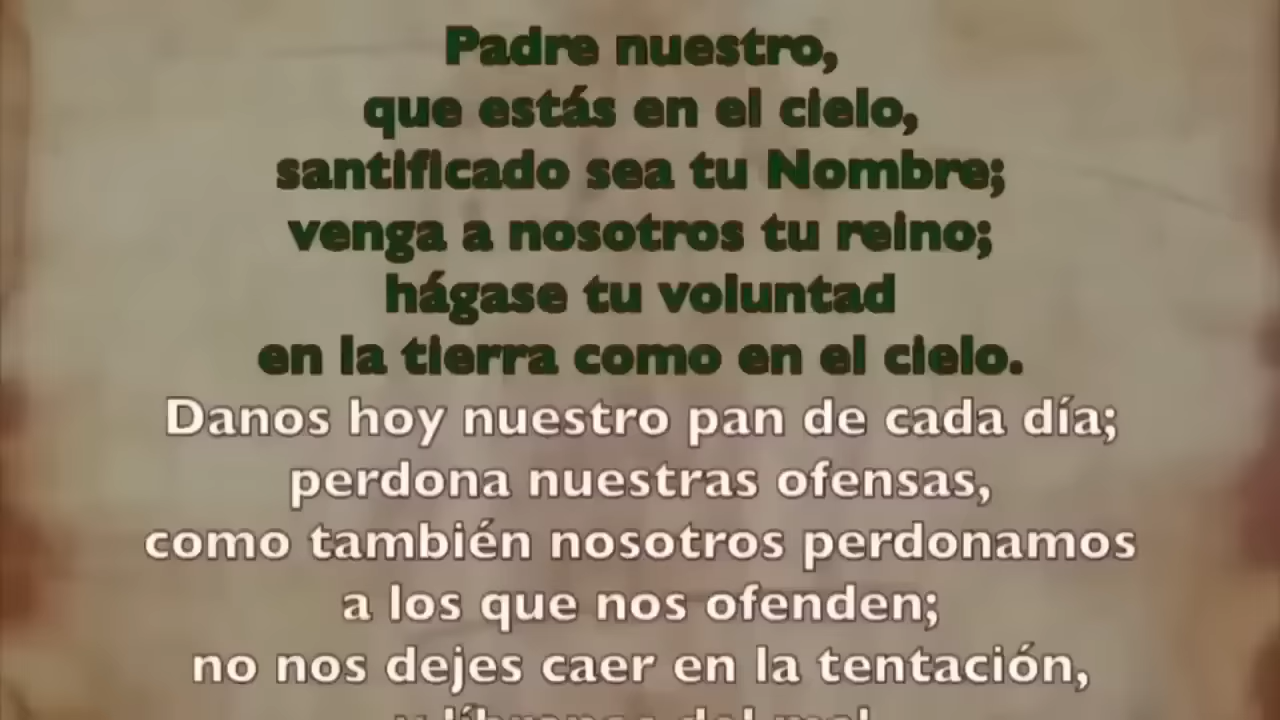 Padre nuestro,
que estás en el cielo,
santificado sea tu Nombre;
venga a nosotros tu reino;
hágase tu voluntad
en la tierra como en el cielo.
Danos hoy nuestro pan de cada día;
perdona nuestras ofensas,
como también nosotros perdonamos
a los que nos ofenden;
no nos dejes caer en la tentación,